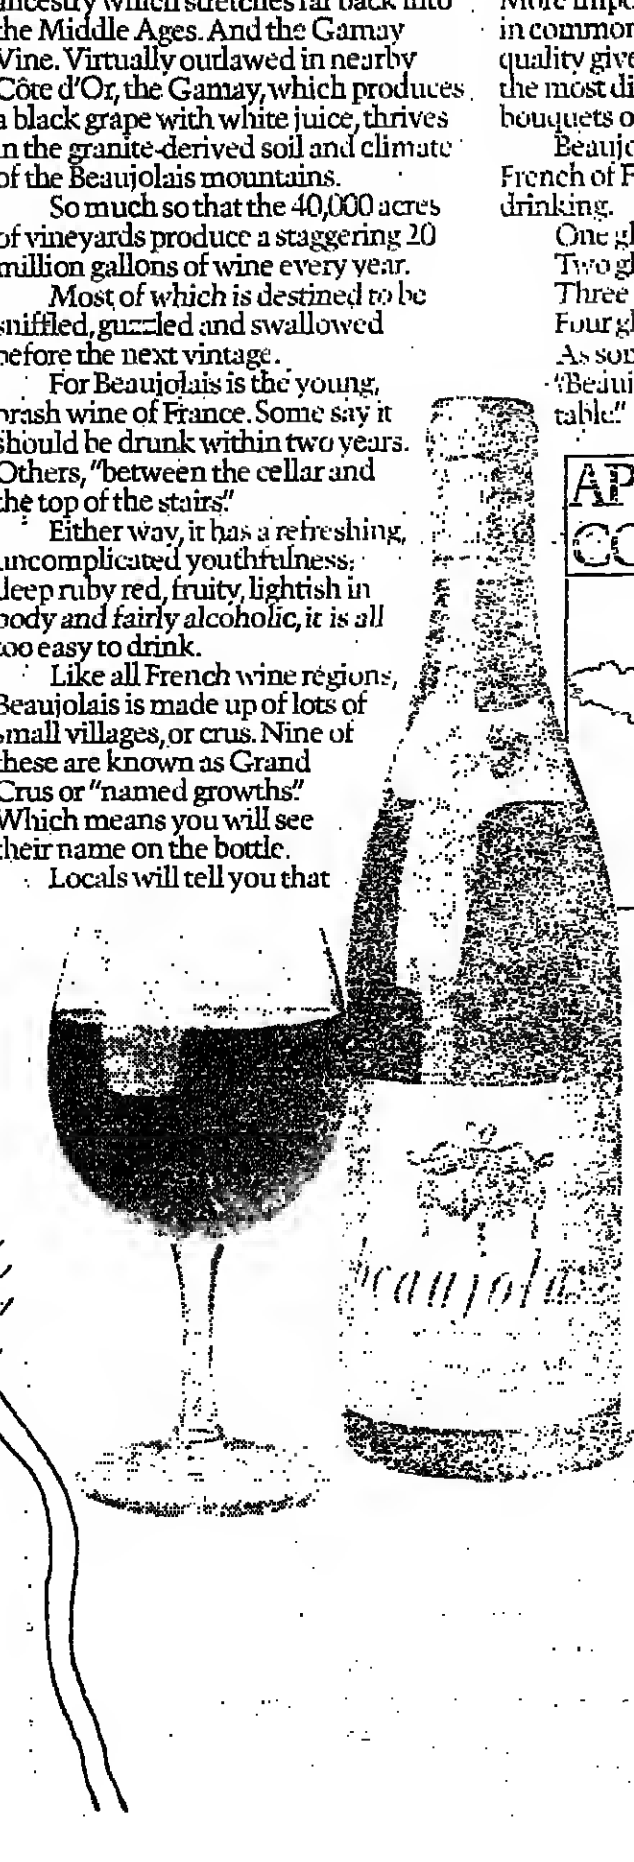 ancestry which stretches far back into
the Middle Ages. And the Gamay
Vine. Virtually outlawed in nearby
Côte d'Or, the Gamay, which produces
a black grape with white juice, thrives
in the granite-derived soil and climate
of the Beaujolais mountains.
So much so that the 40,000 acres
of vineyards produce a staggering 20
million gallons of wine every year.
Most of which is destined to be
sniffled, guzzled and swallowed
before the next vintage.
For Beaujolais is the young,
brash wine of France. Some say it
should be drunk within two years.
Others, "between the cellar and
the top of the stairs".
Either way, it has a refreshing,
uncomplicated youthfulness:
deep ruby red, fruity, lightish in
body and fairly alcoholic, it is all
too easy to drink.
Like all French wine regions,
Beaujolais is made up of lots of
small villages, or crus. Nine of
these are known as Grand
Crus or "named growths".
Which means you will see
their name on the bottle.
Locals will tell you that
More
in common
quality give
the most di
bouquets o
Beaujo
French of F
drinking.
One gl
Two gl
Three
Four gl
As som
"Beauj
table."
AP
CO
beaujola